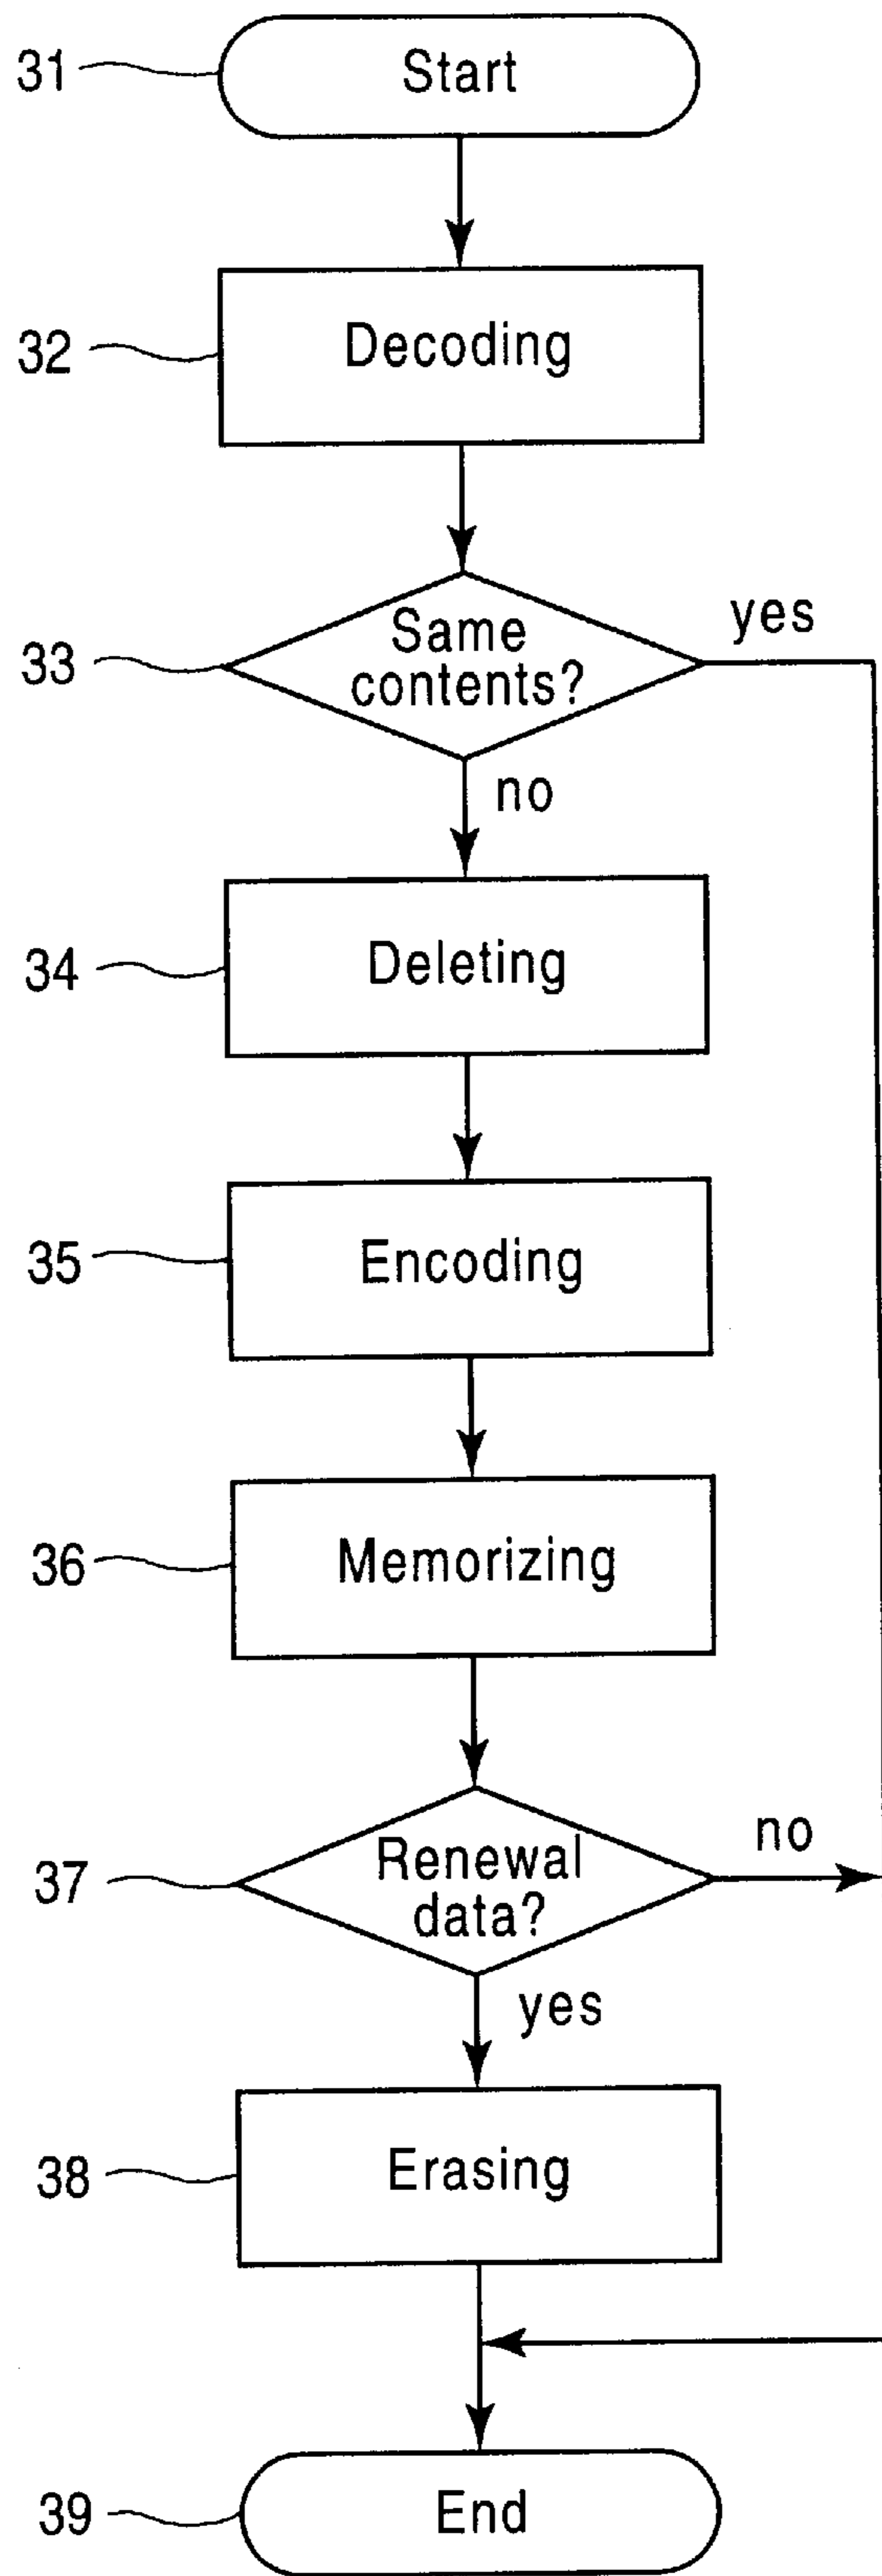 31
Start
32
Decoding
33
Same
contents?
yes
no
34
Deleting
35
Encoding
36
Memorizing
37
Renewal
data?
no
yes
38
Erasing
39
End